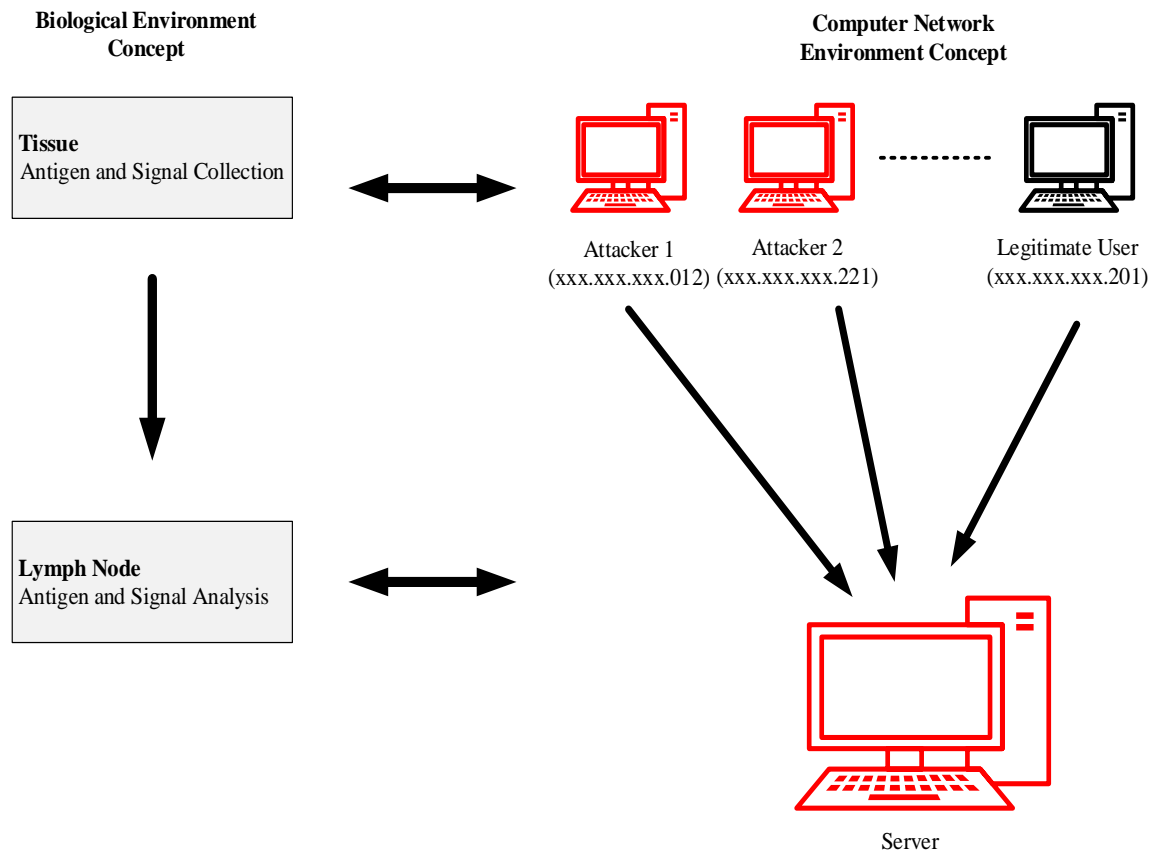 Biological Environment
Concept
Computer Network
Environment Concept
Tissue
Antigen and Signal Collection
Attacker 1
(xxx.xxx.xxx.012)
Attacker 2
(xxx.xxx.xxx.221)
Legitimate User
(xxx.xxx.xxx.201)
Lymph Node
Antigen and Signal Analysis
Server